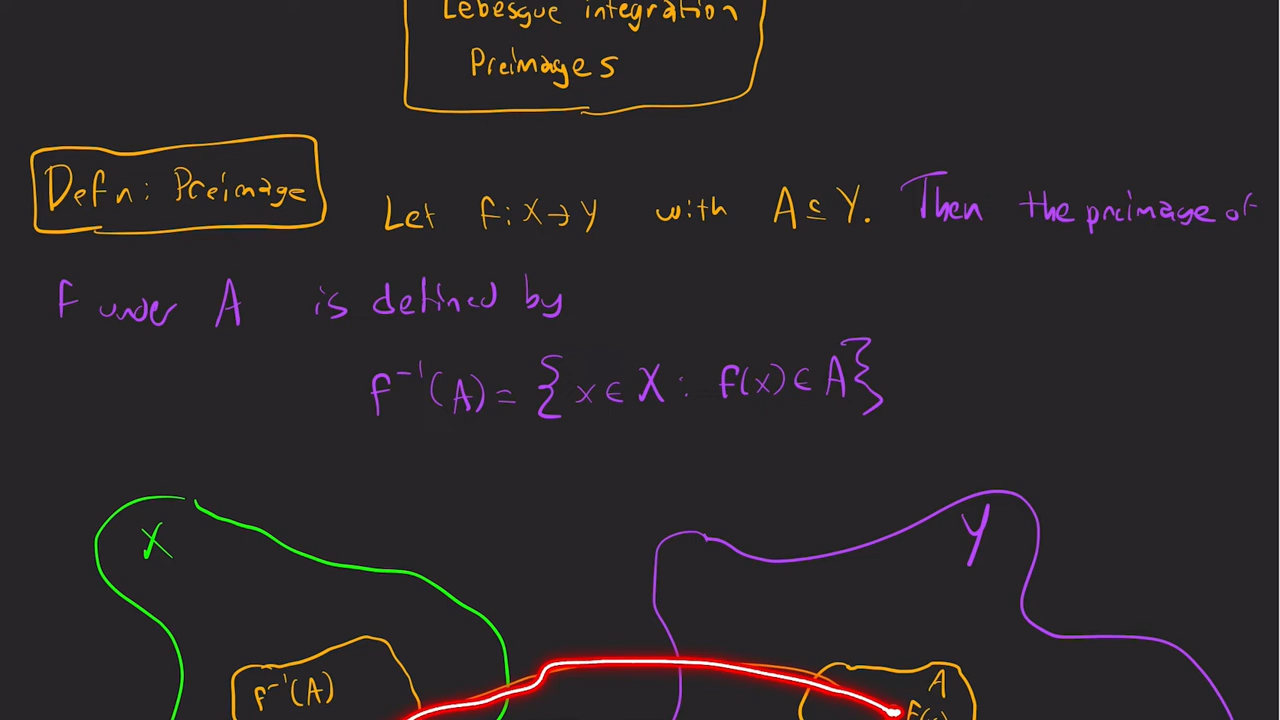 Lebesgue integration
Preimages
Defn: Preimage
Let f: X → Y with A ⊆ Y. Then the preimage of
f under A is defined by
f⁻¹(A) = { x ∈ X : f(x) ∈ A }
X
Y
f⁻¹(A)
A
f(x)